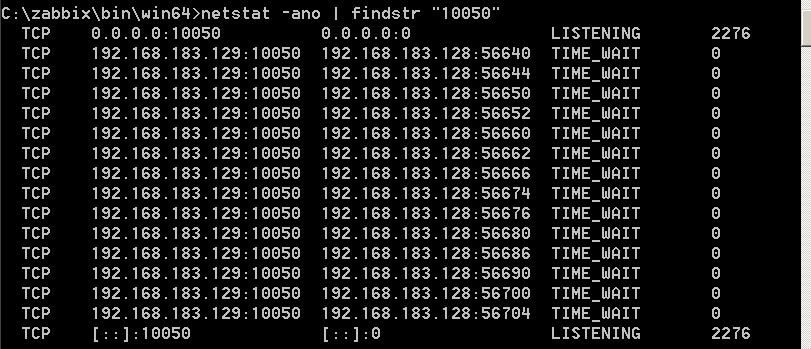 C:\zabbix\bin\win64>netstat -ano | findstr "10050"
TCP 0.0.0.0:10050 0.0.0.0:0 LISTENING 2276
TCP 192.168.183.129:10050 192.168.183.128:56640 TIME_WAIT 0
TCP 192.168.183.129:10050 192.168.183.128:56644 TIME_WAIT 0
TCP 192.168.183.129:10050 192.168.183.128:56650 TIME_WAIT 0
TCP 192.168.183.129:10050 192.168.183.128:56652 TIME_WAIT 0
TCP 192.168.183.129:10050 192.168.183.128:56660 TIME_WAIT 0
TCP 192.168.183.129:10050 192.168.183.128:56662 TIME_WAIT 0
TCP 192.168.183.129:10050 192.168.183.128:56666 TIME_WAIT 0
TCP 192.168.183.129:10050 192.168.183.128:56674 TIME_WAIT 0
TCP 192.168.183.129:10050 192.168.183.128:56676 TIME_WAIT 0
TCP 192.168.183.129:10050 192.168.183.128:56680 TIME_WAIT 0
TCP 192.168.183.129:10050 192.168.183.128:56686 TIME_WAIT 0
TCP 192.168.183.129:10050 192.168.183.128:56690 TIME_WAIT 0
TCP 192.168.183.129:10050 192.168.183.128:56700 TIME_WAIT 0
TCP 192.168.183.129:10050 192.168.183.128:56704 TIME_WAIT 0
TCP [::]:10050 [::]:0 LISTENING 2276